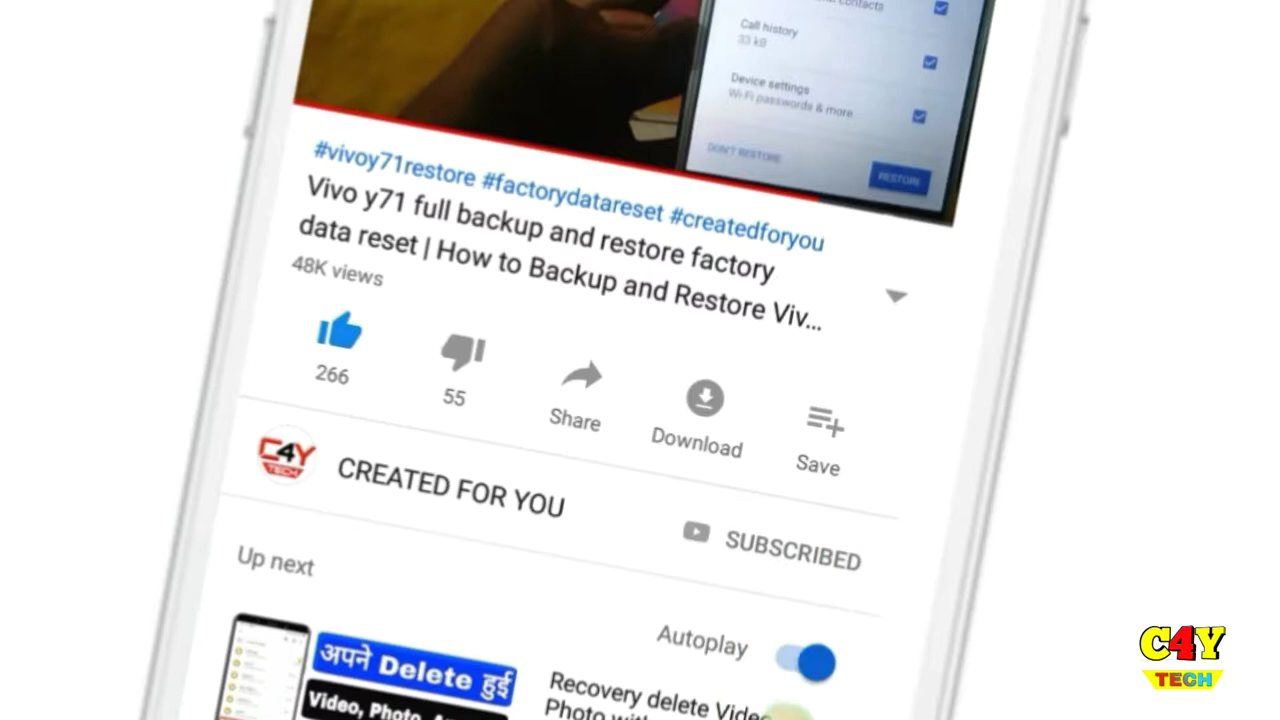 contacts
Call history
33 kB
Device settings
Wi-Fi passwords & more
DON'T RESTORE
RESTORE
#vivoy71restore #factorydatareset #createdforyou
Vivo y71 full backup and restore factory
data reset | How to Backup and Restore Viv...
48K views
266
55
Share
Download
Save
C4Y
TECH
CREATED FOR YOU
SUBSCRIBED
Up next
Autoplay
अपने Delete हुई
Video, Photo,
Recovery delete Video
Photo
C4Y
TECH